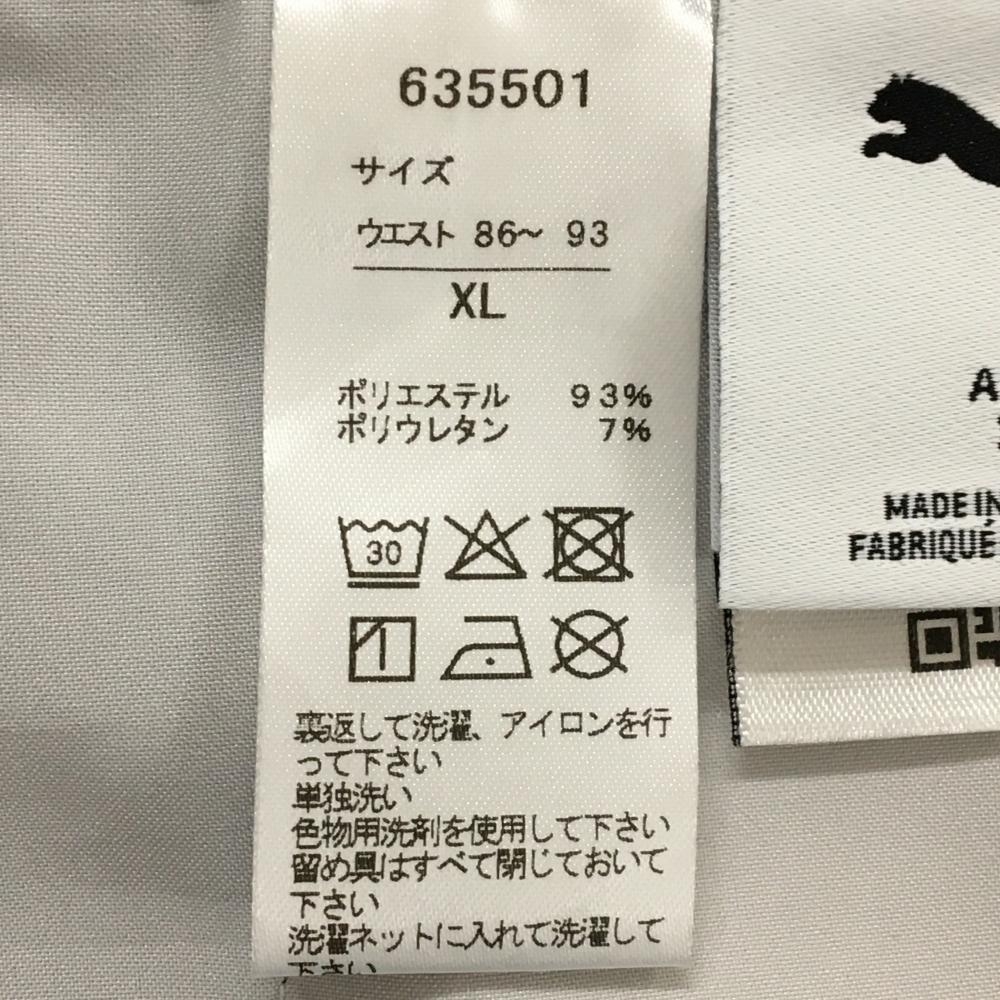 635501
サイズ
ウエスト 86〜 93
XL
ポリエステル 93%
ポリウレタン 7%
30
裏返して洗濯、アイロンを行
って下さい
単独洗い
色物用洗剤を使用して下さい
留め具はすべて閉じておいて
下さい
洗濯ネットに入れて洗濯して
下さい
MADE IN
FABRIQUÉ